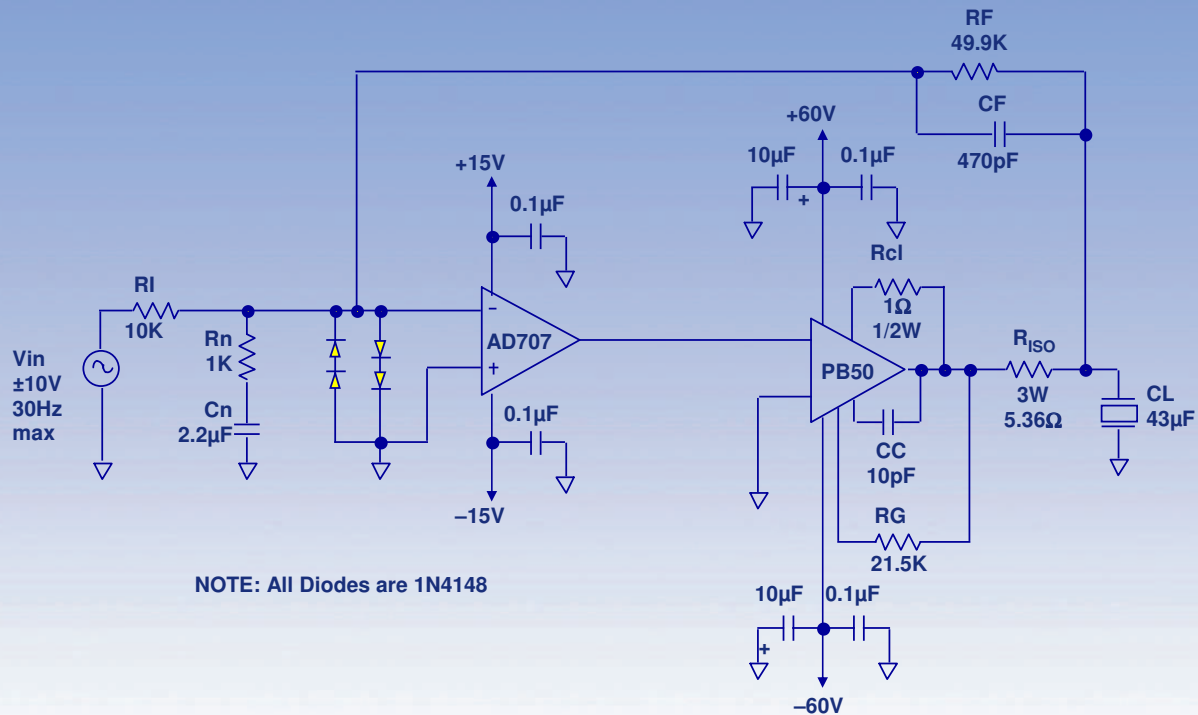 RF
49.9K
CF
470pF
+60V
10µF
0.1µF
+
+15V
0.1µF
Rcl
1Ω
1/2W
RI
10K
Rn
1K
Cn
2.2µF
Vin
±10V
30Hz
max
−
AD707
+
0.1µF
–15V
PB50
RISO
3W
5.36Ω
CL
43µF
CC
10pF
RG
21.5K
NOTE: All Diodes are 1N4148
10µF
0.1µF
+
–60V